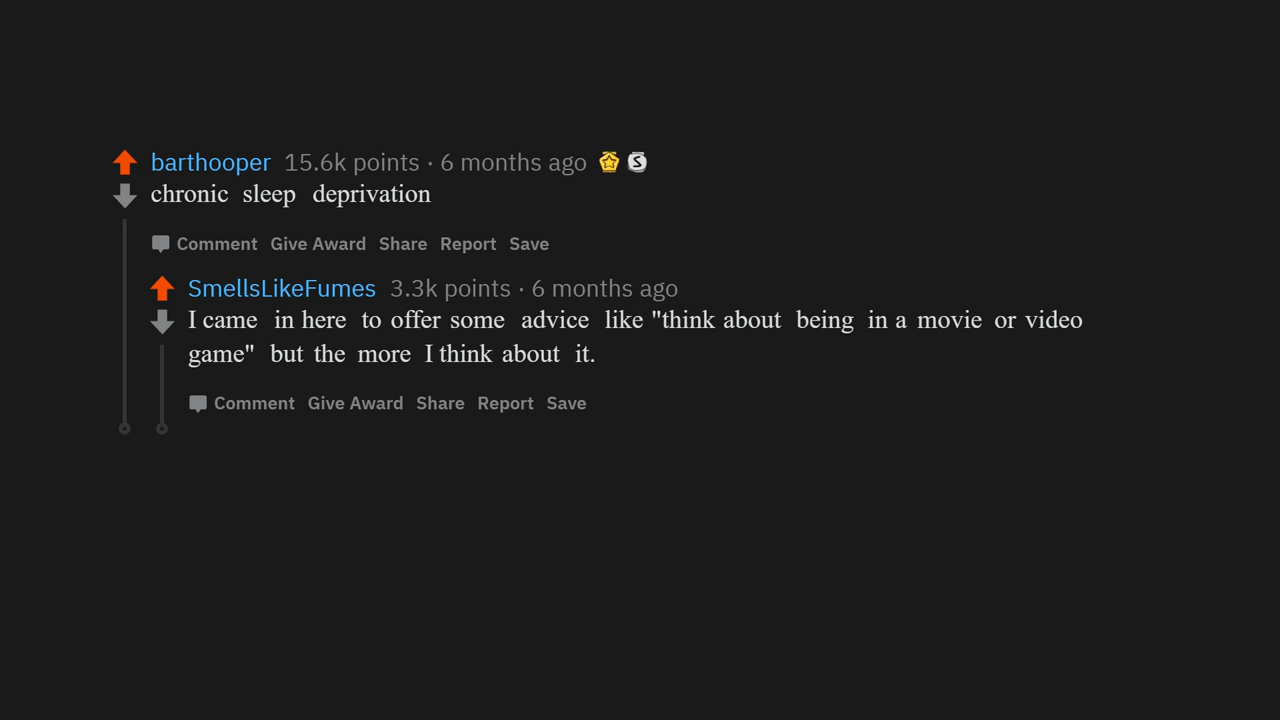 barthooper 15.6k points · 6 months ago
chronic sleep deprivation
Comment Give Award Share Report Save
SmellsLikeFumes 3.3k points · 6 months ago
I came in here to offer some advice like "think about being in a movie or video
game" but the more I think about it.
Comment Give Award Share Report Save